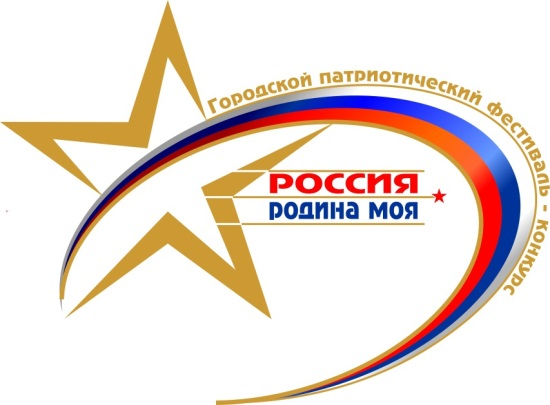 Городской патриотический фестиваль - конкурс
РОССИЯ
РОДИНА МОЯ